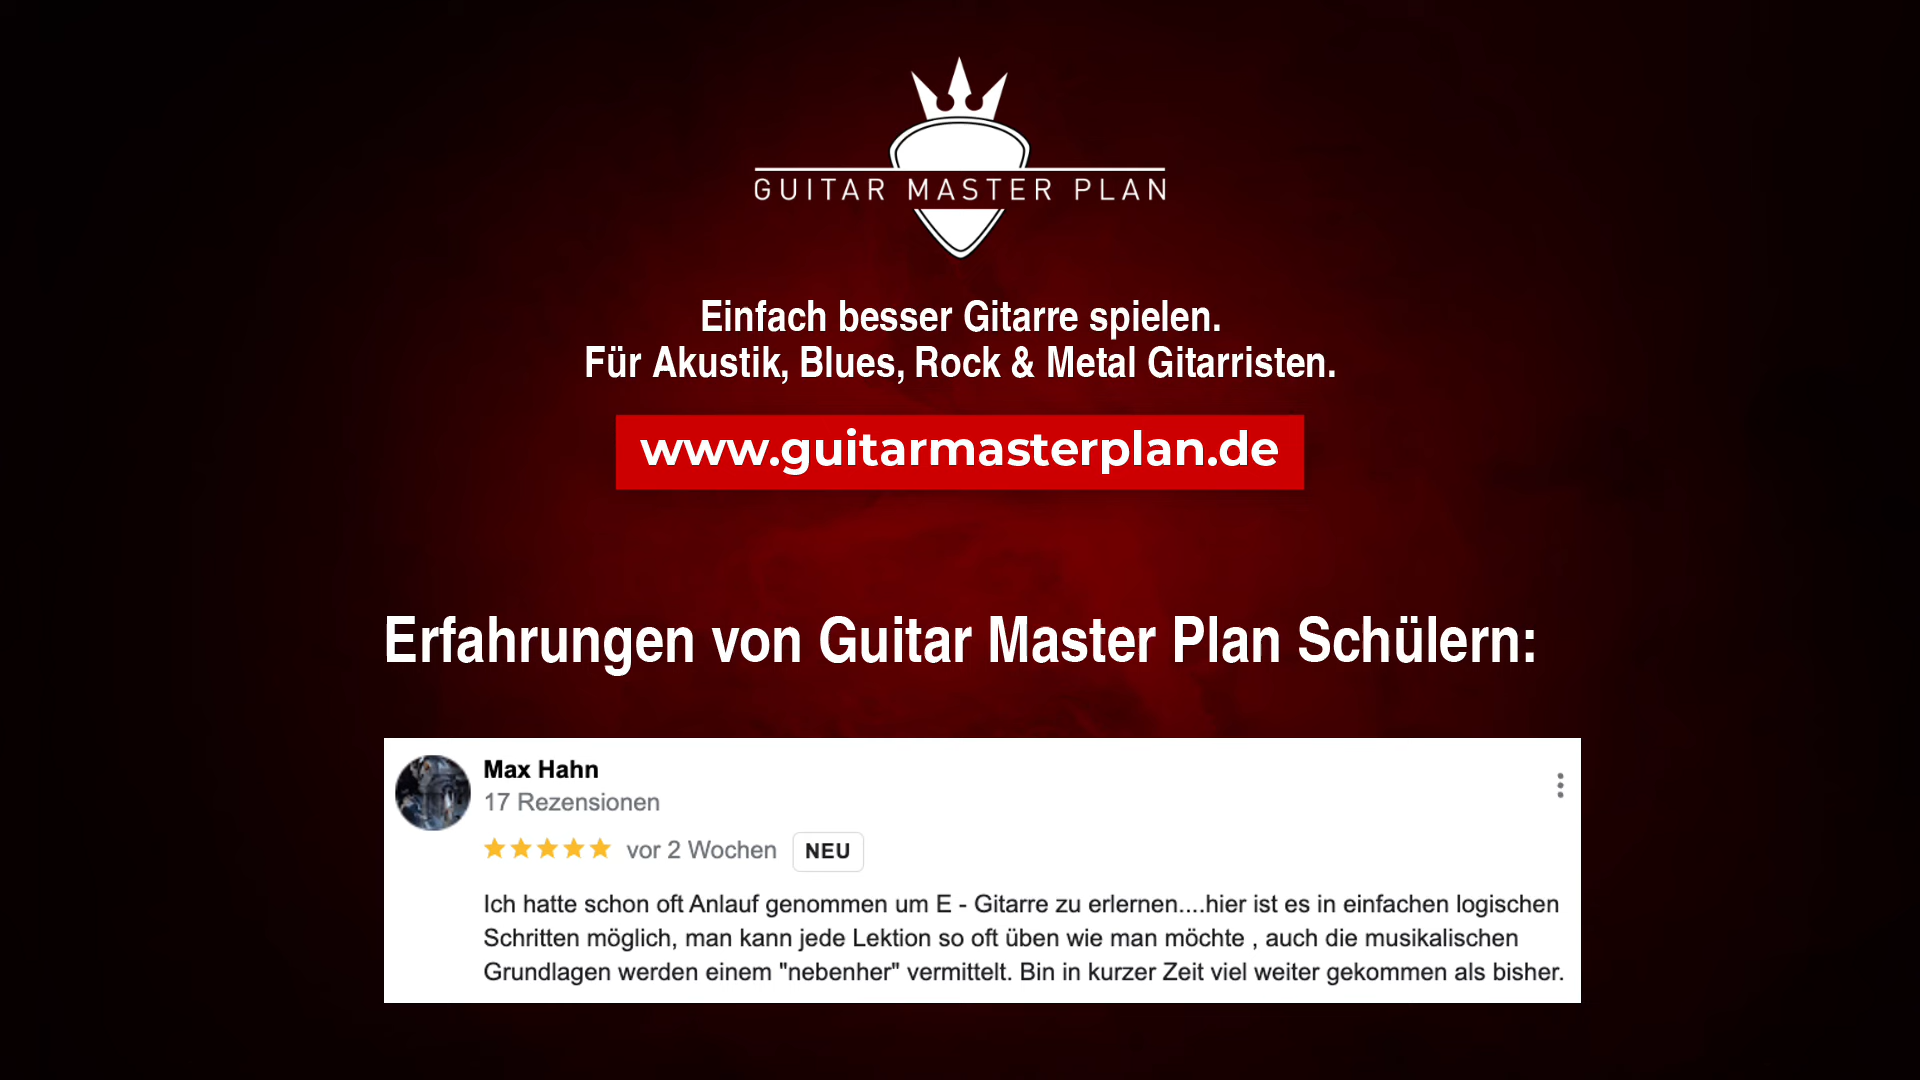 GUITAR MASTER PLAN
Einfach besser Gitarre spielen.
Für Akustik, Blues, Rock & Metal Gitarristen.
www.guitarmasterplan.de
Erfahrungen von Guitar Master Plan Schülern:
Max Hahn
17 Rezensionen
vor 2 Wochen NEU
Ich hatte schon oft Anlauf genommen um E - Gitarre zu erlernen....hier ist es in einfachen logischen
Schritten möglich, man kann jede Lektion so oft üben wie man möchte , auch die musikalischen
Grundlagen werden einem "nebenher" vermittelt. Bin in kurzer Zeit viel weiter gekommen als bisher.